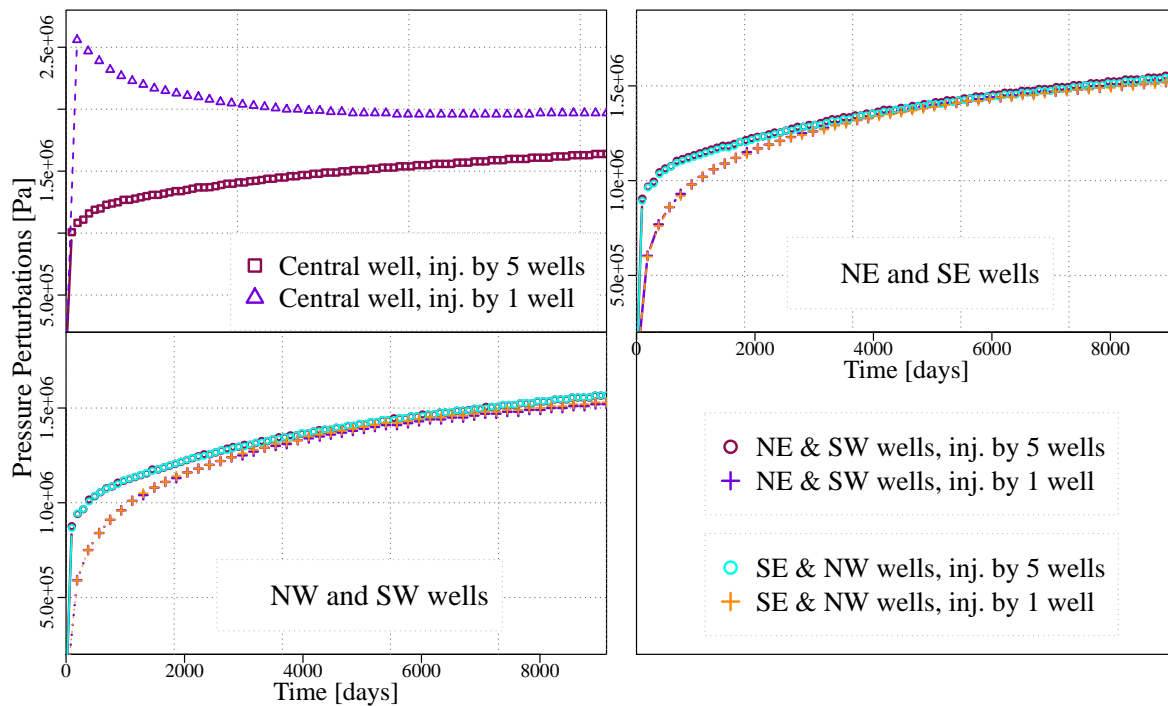 Pressure Perturbations [Pa]
5.0e+05
1.5e+06
2.5e+06
Central well, inj. by 5 wells
Central well, inj. by 1 well
5.0e+05
1.0e+06
1.5e+06
NE and SE wells
0 2000 4000 6000 8000
Time [days]
5.0e+05
1.0e+06
1.5e+06
NW and SW wells
0 2000 4000 6000 8000
Time [days]
NE & SW wells, inj. by 5 wells
NE & SW wells, inj. by 1 well
SE & NW wells, inj. by 5 wells
SE & NW wells, inj. by 1 well